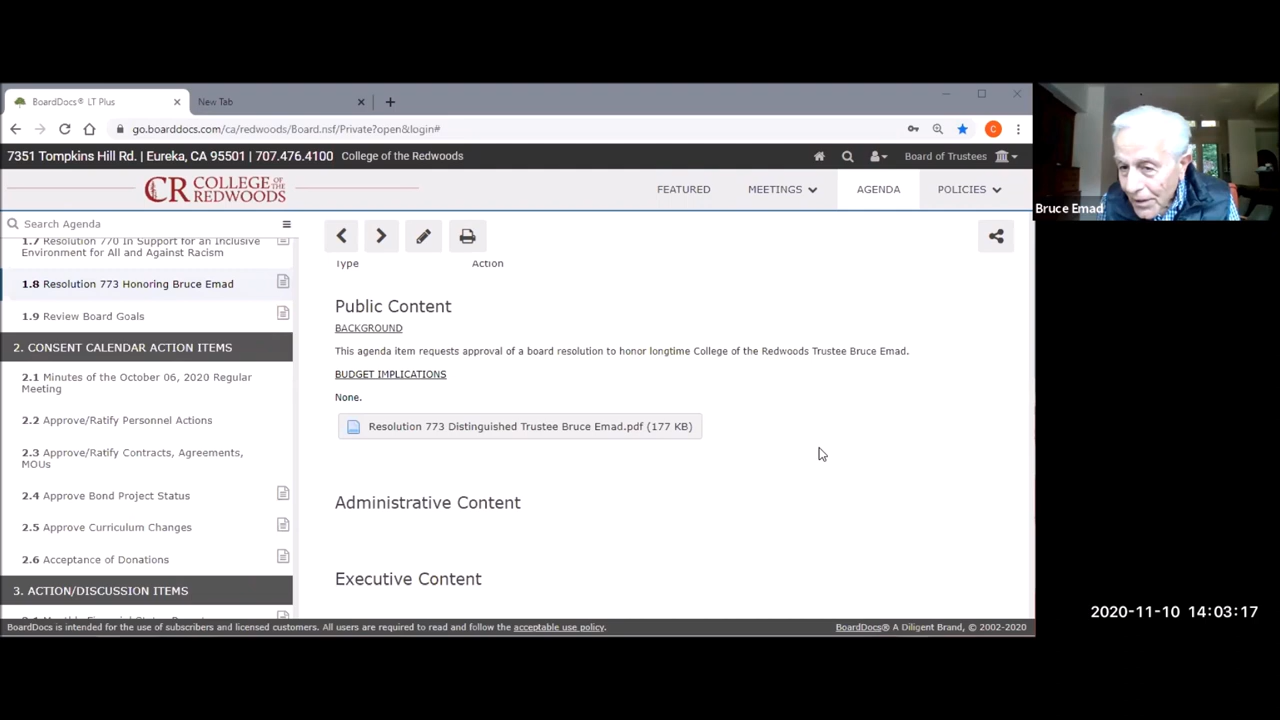 BoardDocs® LT Plus
New Tab
go.boarddocs.com/ca/redwoods/Board.nsf/Private?open&login#
C
7351 Tompkins Hill Rd. | Eureka, CA 95501 | 707.476.4100 College of the Redwoods
Board of Trustees
CR COLLEGE OF THE REDWOODS
FEATURED
MEETINGS
AGENDA
POLICIES
Search Agenda
1.7 Resolution 770 In Support for an Inclusive
Environment for All and Against Racism
1.8 Resolution 773 Honoring Bruce Emad
1.9 Review Board Goals
2. CONSENT CALENDAR ACTION ITEMS
2.1 Minutes of the October 06, 2020 Regular
Meeting
2.2 Approve/Ratify Personnel Actions
2.3 Approve/Ratify Contracts, Agreements,
MOUs
2.4 Approve Bond Project Status
2.5 Approve Curriculum Changes
2.6 Acceptance of Donations
3. ACTION/DISCUSSION ITEMS
Type Action
Public Content
BACKGROUND
This agenda item requests approval of a board resolution to honor longtime College of the Redwoods Trustee Bruce Emad.
BUDGET IMPLICATIONS
None.
Resolution 773 Distinguished Trustee Bruce Emad.pdf (177 KB)
Administrative Content
Executive Content
BoardDocs is intended for the use of subscribers and licensed customers. All users are required to read and follow the acceptable use policy.
BoardDocs® A Diligent Brand, © 2002-2020
Bruce Emad
2020-11-10 14:03:17